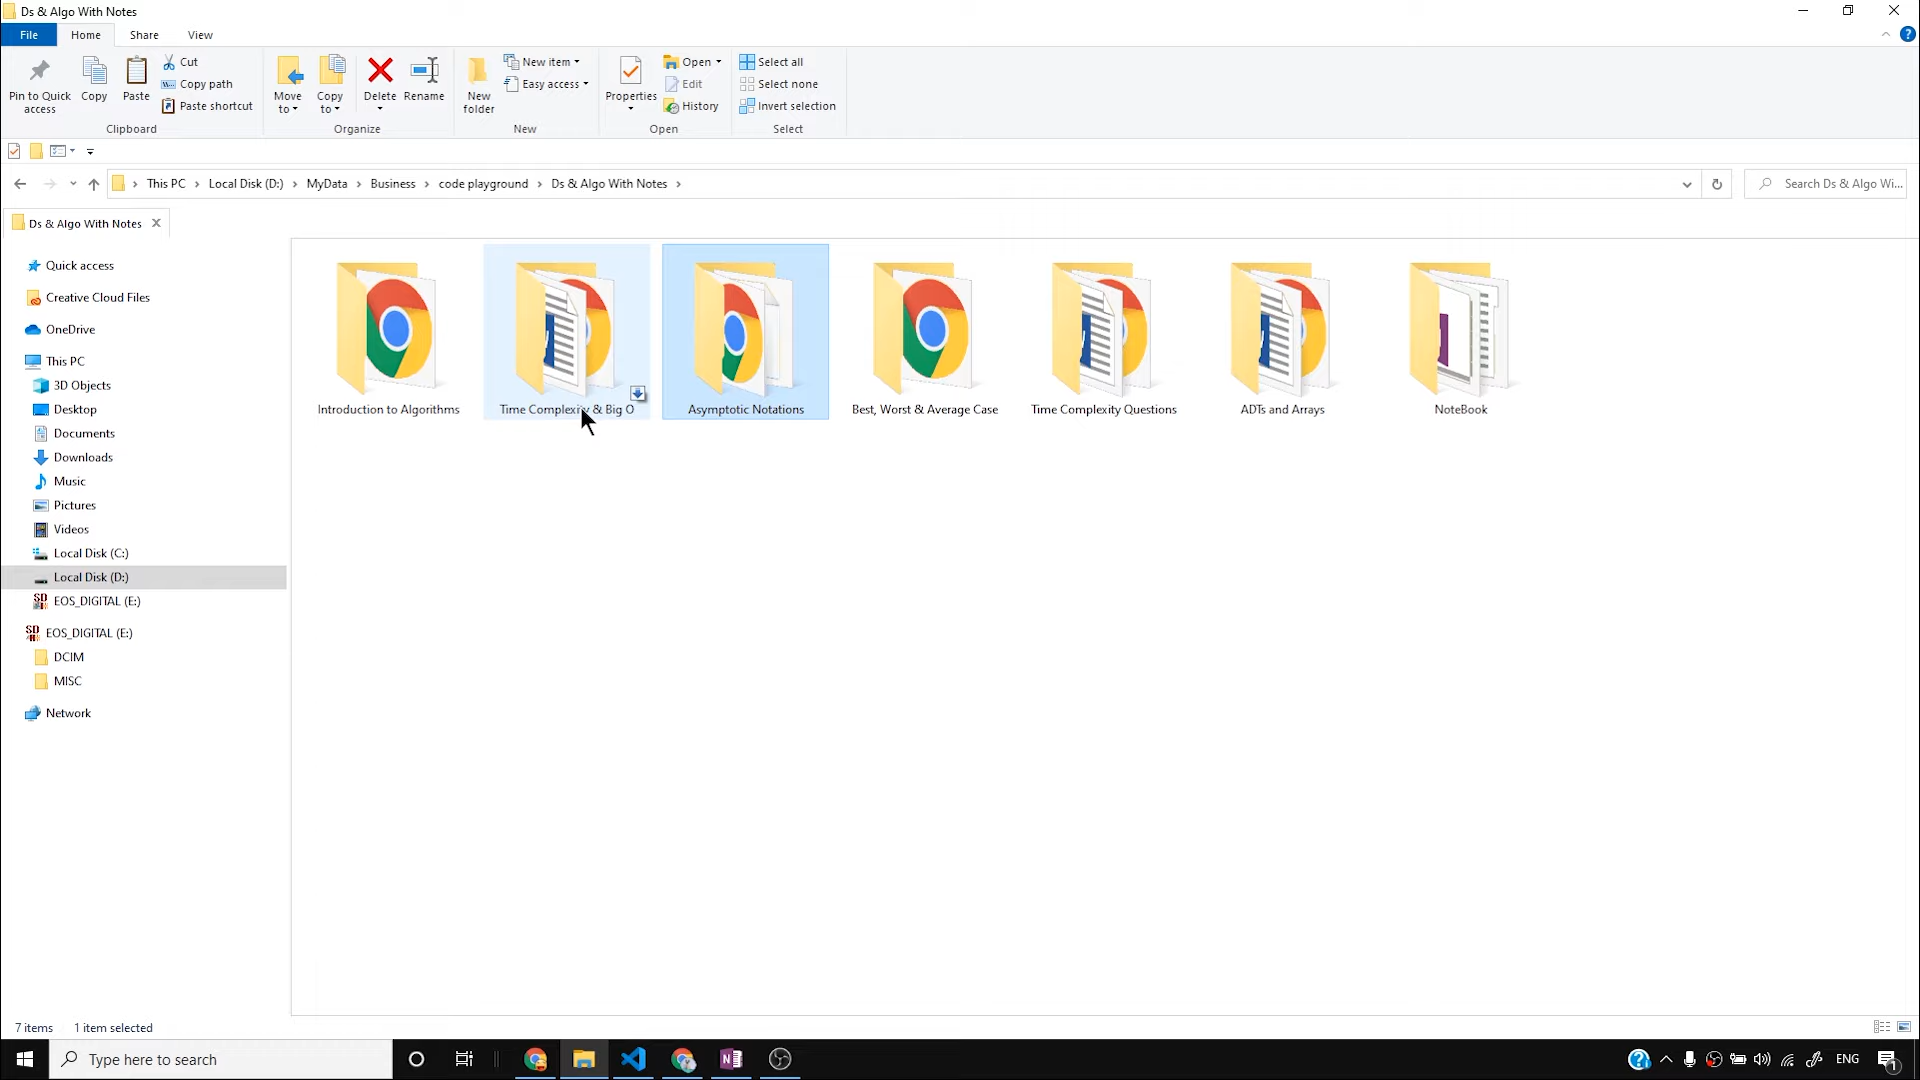 Ds & Algo With Notes
File Home Share View
Pin to Quick access
Copy
Paste
Cut
Copy path
Paste shortcut
Clipboard
Move to
Copy to
Delete
Rename
Organize
New folder
New item
Easy access
New
Properties
Open
Edit
History
Open
Select all
Select none
Invert selection
Select
This PC › Local Disk (D:) › MyData › Business › code playground › Ds & Algo With Notes ›
Search Ds & Algo Wi...
Ds & Algo With Notes
Quick access
Creative Cloud Files
OneDrive
This PC
3D Objects
Desktop
Documents
Downloads
Music
Pictures
Videos
Local Disk (C:)
Local Disk (D:)
EOS_DIGITAL (E:)
EOS_DIGITAL (E:)
DCIM
MISC
Network
Introduction to Algorithms
Time Complexity & Big O
Asymptotic Notations
Best, Worst & Average Case
Time Complexity Questions
ADTs and Arrays
NoteBook
7 items 1 item selected
Type here to search
ENG
1